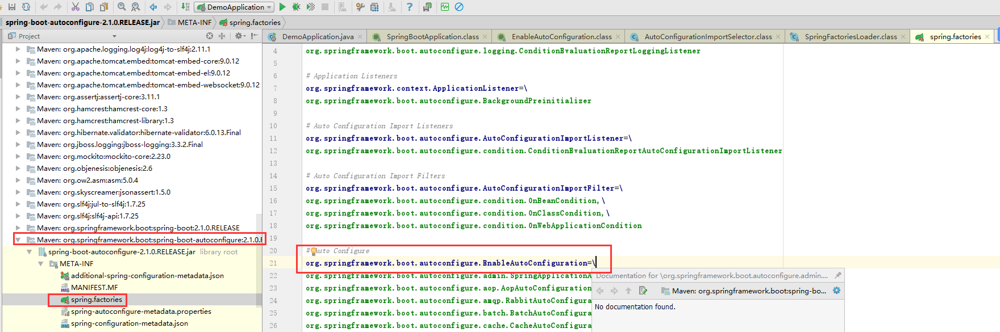 DemoApplication
spring-boot-autoconfigure-2.1.0.RELEASE.jar META-INF spring.factories
Project
DemoApplication.java SpringBootApplication.class EnableAutoConfiguration.class AutoConfigurationImportSelector.class SpringFactoriesLoader.class spring.factories
Maven: org.apache.logging.log4j:log4j-to-slf4j:2.11.1
Maven: org.apache.tomcat.embed:tomcat-embed-core:9.0.12
Maven: org.apache.tomcat.embed:tomcat-embed-el:9.0.12
Maven: org.apache.tomcat.embed:tomcat-embed-websocket:9.0.12
Maven: org.assertj:assertj-core:3.11.1
Maven: org.hamcrest:hamcrest-core:1.3
Maven: org.hamcrest:hamcrest-library:1.3
Maven: org.hibernate.validator:hibernate-validator:6.0.13.Final
Maven: org.jboss.logging:jboss-logging:3.3.2.Final
Maven: org.mockito:mockito-core:2.23.0
Maven: org.objenesis:objenesis:2.6
Maven: org.ow2.asm:asm:5.0.4
Maven: org.skyscreamer:jsonassert:1.5.0
Maven: org.slf4j:jul-to-slf4j:1.7.25
Maven: org.slf4j:slf4j-api:1.7.25
Maven: org.springframework.boot:spring-boot:2.1.0.RELEASE
Maven: org.springframework.boot:spring-boot-autoconfigure:2.1.0.
spring-boot-autoconfigure-2.1.0.RELEASE.jar library root
META-INF
additional-spring-configuration-metadata.json
MANIFEST.MF
spring.factories
spring-autoconfigure-metadata.properties
spring-configuration-metadata.json
4 org.springframework.boot.autoconfigure.logging.ConditionEvaluationReportLoggingListener
5
6 # Application Listeners
7 org.springframework.context.ApplicationListener=\
8 org.springframework.boot.autoconfigure.BackgroundPreinitializer
9
10 # Auto Configuration Import Listeners
11 org.springframework.boot.autoconfigure.AutoConfigurationImportListener=\
12 org.springframework.boot.autoconfigure.condition.ConditionEvaluationReportAutoConfigurationImportListener
13
14 # Auto Configuration Import Filters
15 org.springframework.boot.autoconfigure.AutoConfigurationImportFilter=\
16 org.springframework.boot.autoconfigure.condition.OnBeanCondition,\
17 org.springframework.boot.autoconfigure.condition.OnClassCondition,\
18 org.springframework.boot.autoconfigure.condition.OnWebApplicationCondition
19
20 # Auto Configure
21 org.springframework.boot.autoconfigure.EnableAutoConfiguration=\
22 org.springframework.boot.autoconfigure.admin.SpringApplicationA
23 org.springframework.boot.autoconfigure.aop.AopAutoConfiguration
24 org.springframework.boot.autoconfigure.amqp.RabbitAutoConfigura
25 org.springframework.boot.autoconfigure.batch.BatchAutoConfigura
26 org.springframework.boot.autoconfigure.cache.CacheAutoConfigura
Documentation for \org.springframework.boot.autoconfigure.admin....
Maven: org.springframework.boot:spring-bo...
No documentation found.